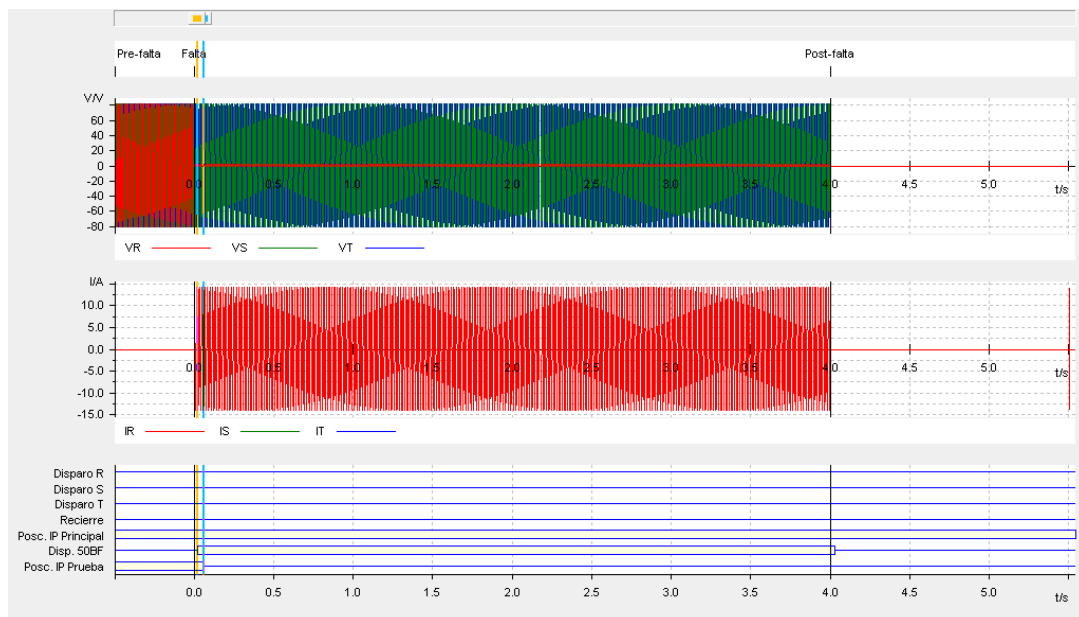 Pre-falta Falta Post-falta
V/V
60
40
20
0
-20
-40
-60
-80
0.0 0.5 1.0 1.5 2.0 2.5 3.0 3.5 4.0 4.5 5.0 t/s
VR VS VT
I/A
10.0
5.0
0.0
-5.0
-10.0
-15.0
0.0 0.5 1.0 1.5 2.0 2.5 3.0 3.5 4.0 4.5 5.0 t/s
IR IS IT
Disparo R
Disparo S
Disparo T
Recierre
Posc. IP Principal
Disp. 50BF
Posc. IP Prueba
0.0 0.5 1.0 1.5 2.0 2.5 3.0 3.5 4.0 4.5 5.0 t/s